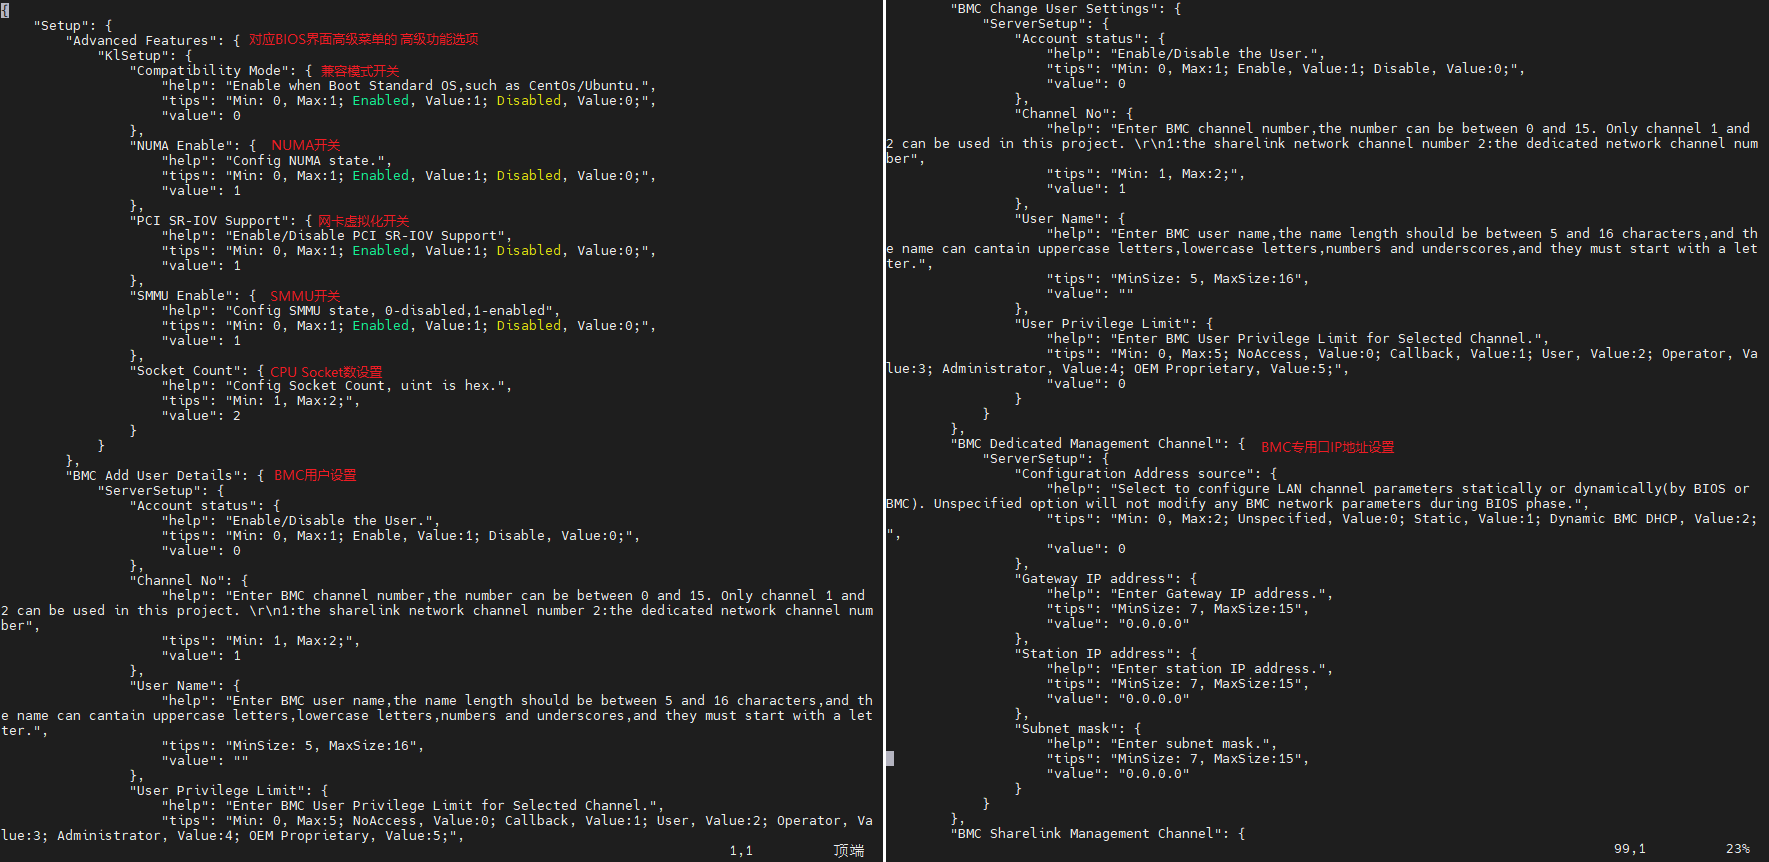 {
"Setup": {
"Advanced Features": { 对应BIOS界面高级菜单的 高级功能选项
"KlSetup": {
"Compatibility Mode": { 兼容模式开关
"help": "Enable when Boot Standard OS,such as CentOs/Ubuntu.",
"tips": "Min: 0, Max:1; Enabled, Value:1; Disabled, Value:0;",
"value": 0
},
"NUMA Enable": { NUMA开关
"help": "Config NUMA state.",
"tips": "Min: 0, Max:1; Enabled, Value:1; Disabled, Value:0;",
"value": 1
},
"PCI SR-IOV Support": { 网卡虚拟化开关
"help": "Enable/Disable PCI SR-IOV Support",
"tips": "Min: 0, Max:1; Enabled, Value:1; Disabled, Value:0;",
"value": 1
},
"SMMU Enable": { SMMU开关
"help": "Config SMMU state, 0-disabled,1-enabled",
"tips": "Min: 0, Max:1; Enabled, Value:1; Disabled, Value:0;",
"value": 1
},
"Socket Count": { CPU Socket数设置
"help": "Config Socket Count, uint is hex.",
"tips": "Min: 1, Max:2;",
"value": 2
}
}
},
"BMC Add User Details": { BMC用户设置
"ServerSetup": {
"Account status": {
"help": "Enable/Disable the User.",
"tips": "Min: 0, Max:1; Enable, Value:1; Disable, Value:0;",
"value": 0
},
"Channel No": {
"help": "Enter BMC channel number,the number can be between 0 and 15. Only channel 1 and
2 can be used in this project. \r\n1:the sharelink network channel number 2:the dedicated network channel num
ber",
"tips": "Min: 1, Max:2;",
"value": 1
},
"User Name": {
"help": "Enter BMC user name,the name length should be between 5 and 16 characters,and th
e name can cantain uppercase letters,lowercase letters,numbers and underscores,and they must start with a let
ter.",
"tips": "MinSize: 5, MaxSize:16",
"value": ""
},
"User Privilege Limit": {
"help": "Enter BMC User Privilege Limit for Selected Channel.",
"tips": "Min: 0, Max:5; NoAccess, Value:0; Callback, Value:1; User, Value:2; Operator, Va
lue:3; Administrator, Value:4; OEM Proprietary, Value:5;",
1,1 顶端
"BMC Change User Settings": {
"ServerSetup": {
"Account status": {
"help": "Enable/Disable the User.",
"tips": "Min: 0, Max:1; Enable, Value:1; Disable, Value:0;",
"value": 0
},
"Channel No": {
"help": "Enter BMC channel number,the number can be between 0 and 15. Only channel 1 and
2 can be used in this project. \r\n1:the sharelink network channel number 2:the dedicated network channel num
ber",
"tips": "Min: 1, Max:2;",
"value": 1
},
"User Name": {
"help": "Enter BMC user name,the name length should be between 5 and 16 characters,and th
e name can cantain uppercase letters,lowercase letters,numbers and underscores,and they must start with a let
ter.",
"tips": "MinSize: 5, MaxSize:16",
"value": ""
},
"User Privilege Limit": {
"help": "Enter BMC User Privilege Limit for Selected Channel.",
"tips": "Min: 0, Max:5; NoAccess, Value:0; Callback, Value:1; User, Value:2; Operator, Va
lue:3; Administrator, Value:4; OEM Proprietary, Value:5;",
"value": 0
}
}
},
"BMC Dedicated Management Channel": { BMC专用口IP地址设置
"ServerSetup": {
"Configuration Address source": {
"help": "Select to configure LAN channel parameters statically or dynamically(by BIOS or
BMC). Unspecified option will not modify any BMC network parameters during BIOS phase.",
"tips": "Min: 0, Max:2; Unspecified, Value:0; Static, Value:1; Dynamic BMC DHCP, Value:2;
",
"value": 0
},
"Gateway IP address": {
"help": "Enter Gateway IP address.",
"tips": "MinSize: 7, MaxSize:15",
"value": "0.0.0.0"
},
"Station IP address": {
"help": "Enter station IP address.",
"tips": "MinSize: 7, MaxSize:15",
"value": "0.0.0.0"
},
"Subnet mask": {
"help": "Enter subnet mask.",
"tips": "MinSize: 7, MaxSize:15",
"value": "0.0.0.0"
}
}
},
"BMC Sharelink Management Channel": {
99,1 23%